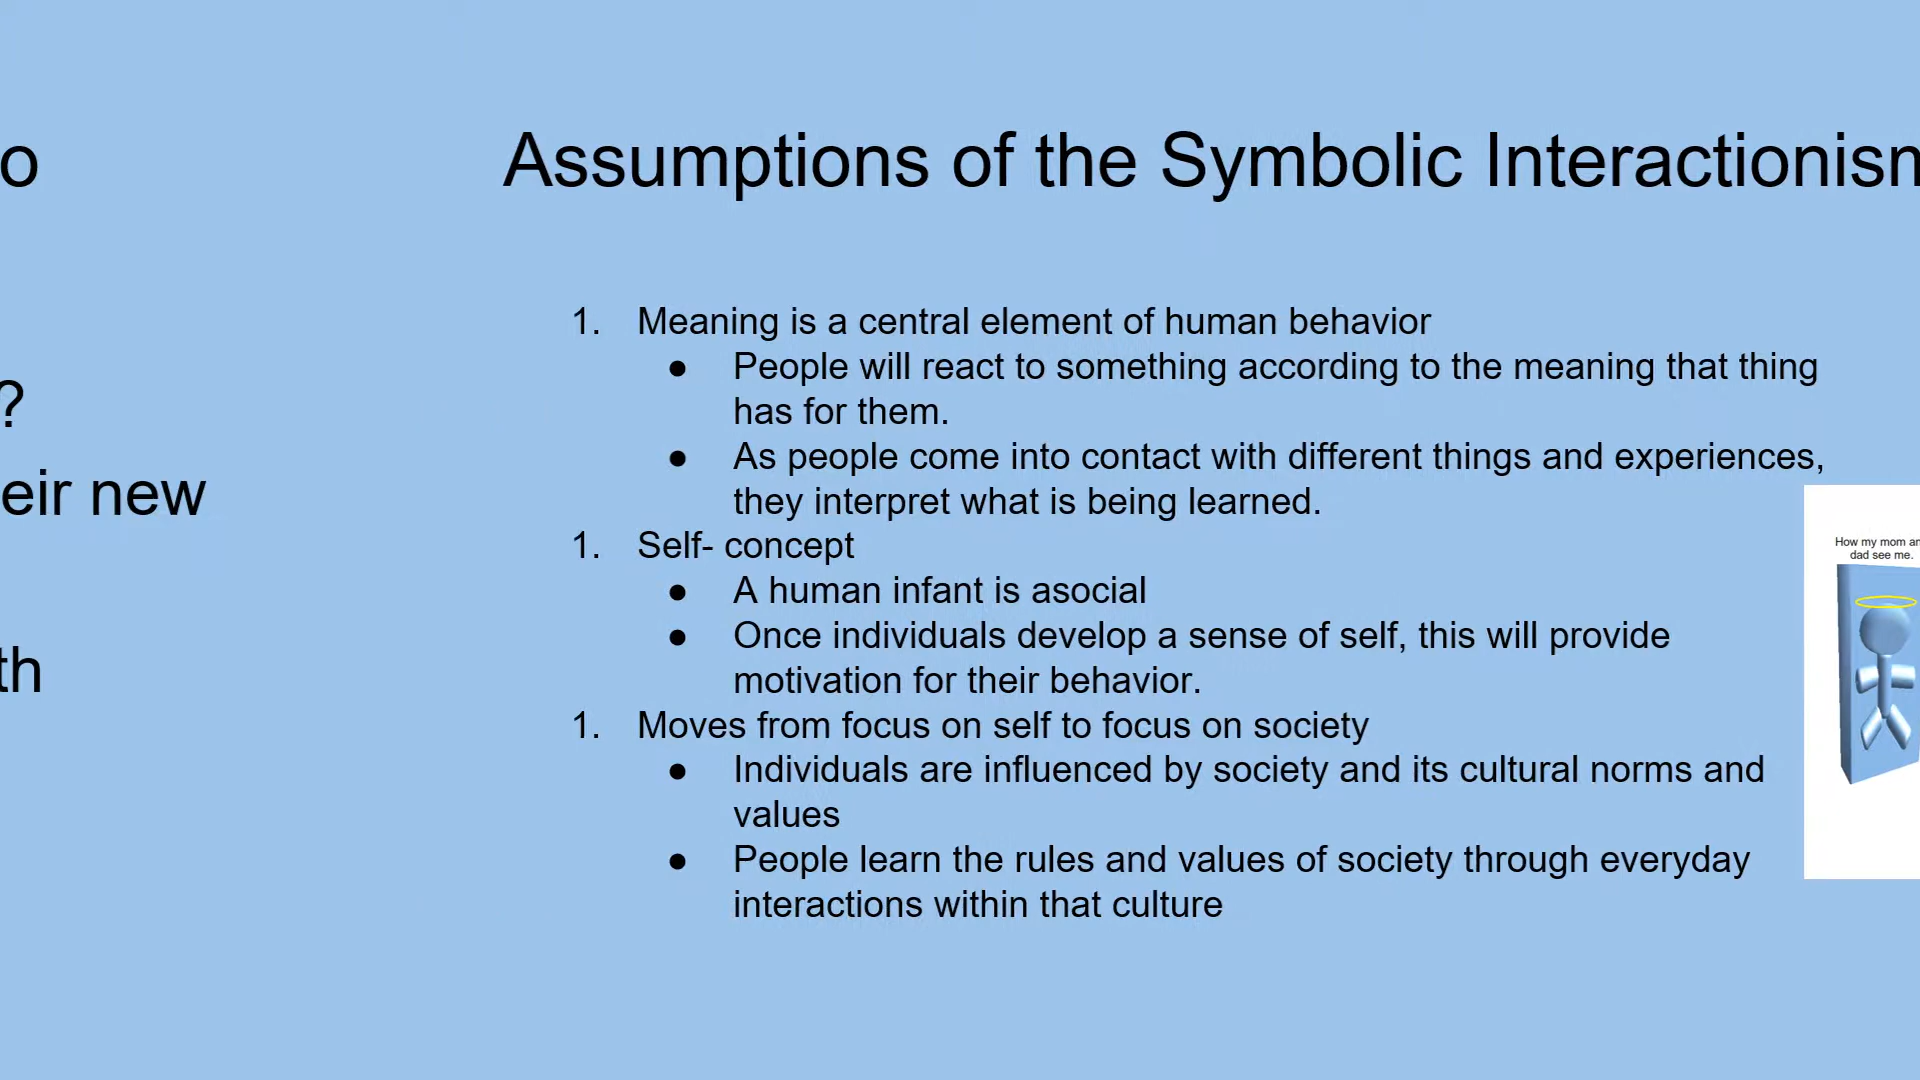 o
?
eir new
th
Assumptions of the Symbolic Interactionism
1. Meaning is a central element of human behavior
● People will react to something according to the meaning that thing
has for them.
● As people come into contact with different things and experiences,
they interpret what is being learned.
1. Self- concept
● A human infant is asocial
● Once individuals develop a sense of self, this will provide
motivation for their behavior.
1. Moves from focus on self to focus on society
● Individuals are influenced by society and its cultural norms and
values
● People learn the rules and values of society through everyday
interactions within that culture
How my mom an
dad see me.